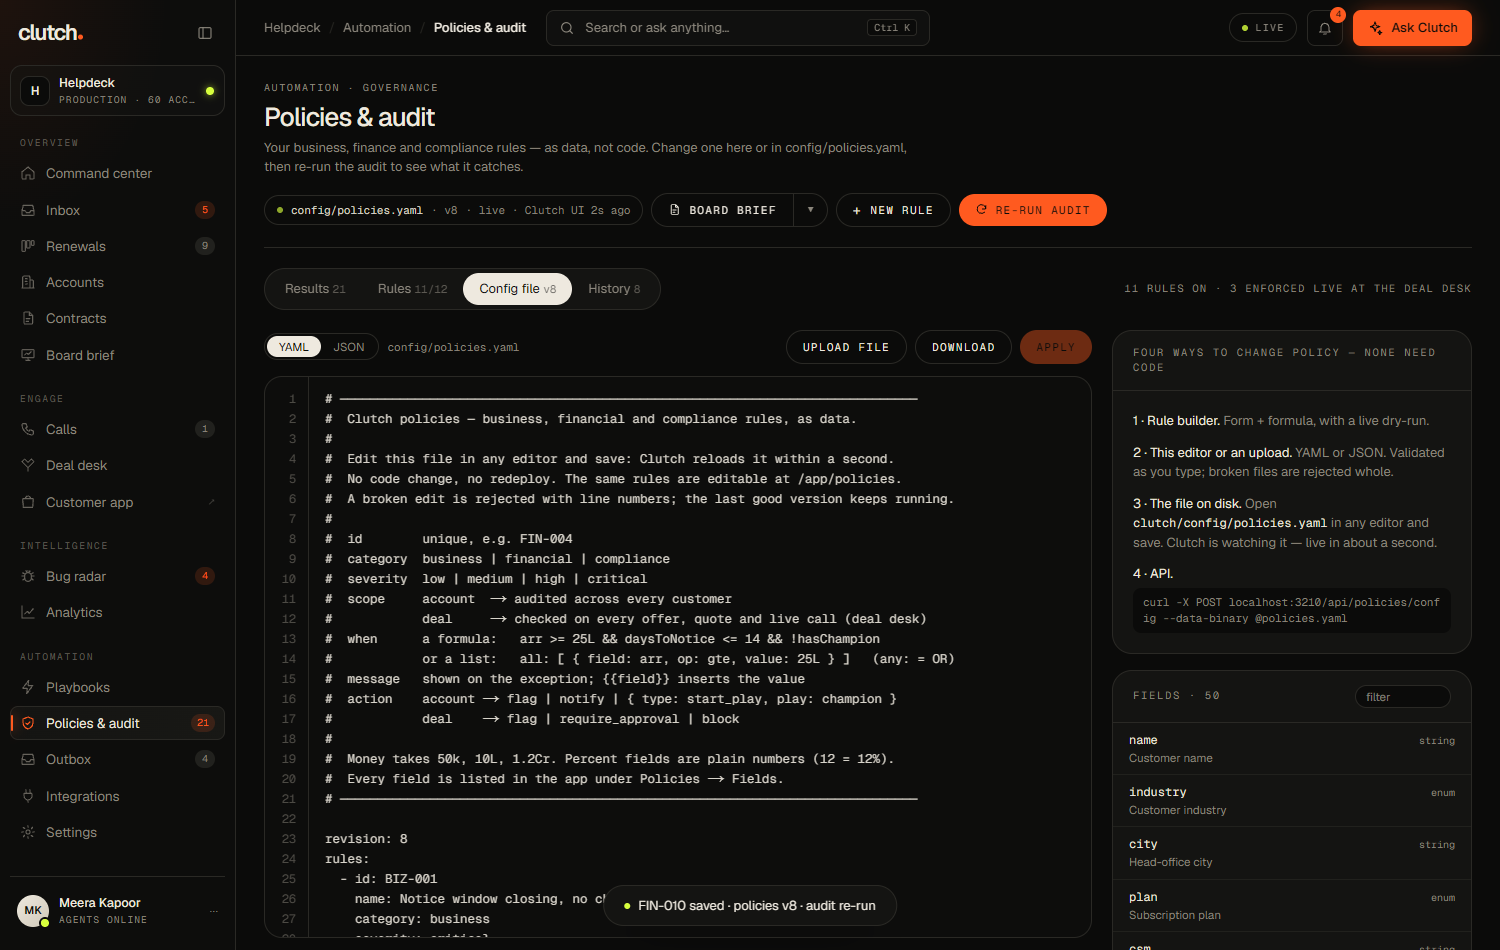 clutch.
H
Helpdeck
PRODUCTION · 60 ACC…
OVERVIEW
Command center
Inbox 5
Renewals 9
Accounts
Contracts
Board brief
ENGAGE
Calls 1
Deal desk
Customer app ↗
INTELLIGENCE
Bug radar 4
Analytics
AUTOMATION
Playbooks
Policies & audit 21
Outbox 4
Integrations
Settings
MK
Meera Kapoor
AGENTS ONLINE
...
Helpdeck / Automation / Policies & audit
Search or ask anything... Ctrl K
LIVE
4
Ask Clutch
AUTOMATION · GOVERNANCE
Policies & audit
Your business, finance and compliance rules — as data, not code. Change one here or in config/policies.yaml,
then re-run the audit to see what it catches.
config/policies.yaml · v8 · live · Clutch UI 2s ago
BOARD BRIEF ▼
+ NEW RULE
RE-RUN AUDIT
Results 21
Rules 11/12
Config file v8
History 8
11 RULES ON · 3 ENFORCED LIVE AT THE DEAL DESK
YAML JSON config/policies.yaml
UPLOAD FILE
DOWNLOAD
APPLY
1 # ─────────────────────────────────────────────────────────────────────────────
2 # Clutch policies — business, financial and compliance rules, as data.
3 #
4 # Edit this file in any editor and save: Clutch reloads it within a second.
5 # No code change, no redeploy. The same rules are editable at /app/policies.
6 # A broken edit is rejected with line numbers; the last good version keeps running.
7 #
8 # id unique, e.g. FIN-004
9 # category business | financial | compliance
10 # severity low | medium | high | critical
11 # scope account → audited across every customer
12 # deal → checked on every offer, quote and live call (deal desk)
13 # when a formula: arr >= 25L && daysToNotice <= 14 && !hasChampion
14 # or a list: all: [ { field: arr, op: gte, value: 25L } ] (any: = OR)
15 # message shown on the exception; {{field}} inserts the value
16 # action account → flag | notify | { type: start_play, play: champion }
17 # deal → flag | require_approval | block
18 #
19 # Money takes 50k, 10L, 1.2Cr. Percent fields are plain numbers (12 = 12%).
20 # Every field is listed in the app under Policies → Fields.
21 # ─────────────────────────────────────────────────────────────────────────────
22
23 revision: 8
24 rules:
25 - id: BIZ-001
26 name: Notice window closing, no
27 category: business
FIN-010 saved · policies v8 · audit re-run
FOUR WAYS TO CHANGE POLICY — NONE NEED
CODE
1 · Rule builder. Form + formula, with a live dry-run.
2 · This editor or an upload. YAML or JSON. Validated
as you type; broken files are rejected whole.
3 · The file on disk. Open
clutch/config/policies.yaml in any editor and
save. Clutch is watching it — live in about a second.
4 · API.
curl -X POST localhost:3210/api/policies/conf
ig --data-binary @policies.yaml
FIELDS · 50
filter
name string
Customer name
industry enum
Customer industry
city string
Head-office city
plan enum
Subscription plan
csm string